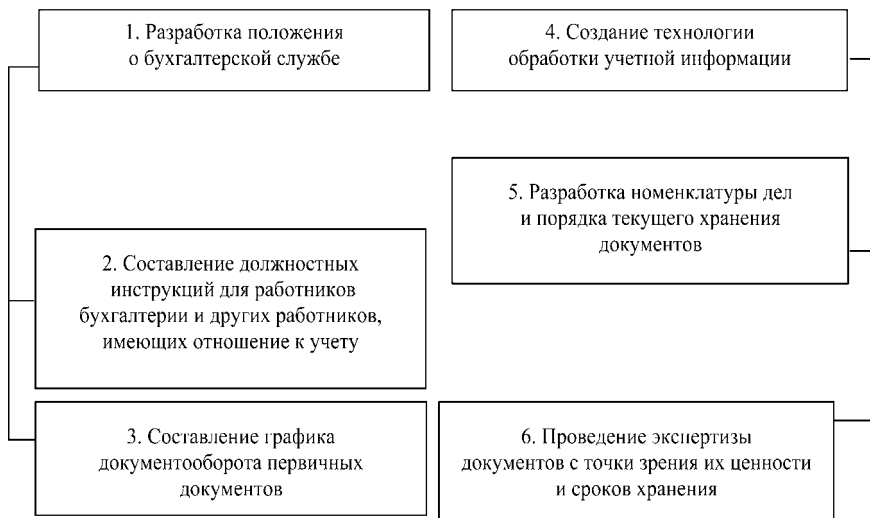 1. Разработка положения
о бухгалтерской службе
2. Составление должностных
инструкций для работников
бухгалтерии и других работников,
имеющих отношение к учету
3. Составление графика
документооборота первичных
документов
4. Создание технологии
обработки учетной информации
5. Разработка номенклатуры дел
и порядка текущего хранения
документов
6. Проведение экспертизы
документов с точки зрения их ценности
и сроков хранения